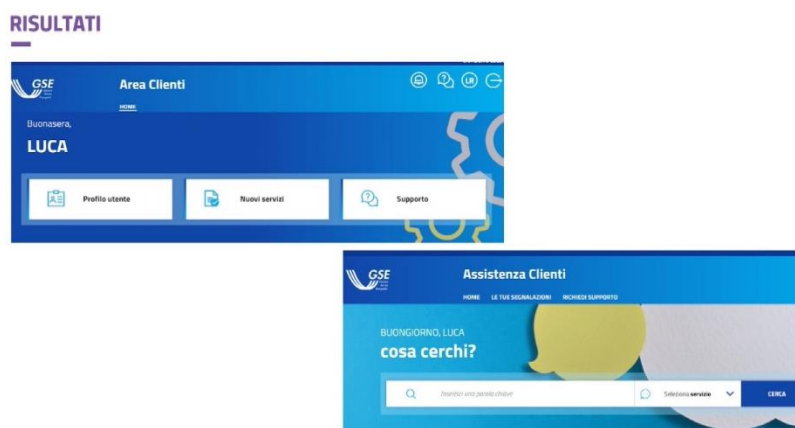 RISULTATI
GSE
Area Clienti
HOME
Buonasera,
LUCA
Profilo utente
Nuovi servizi
Supporto
GSE
Assistenza Clienti
HOME LE TUE SEGNALAZIONI RICHIEDI SUPPORTO
BUONGIORNO, LUCA
cosa cerchi?
Inserisci una parola chiave
Seleziona servizio
CERCA